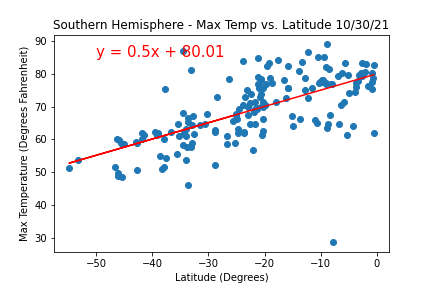 Southern Hemisphere - Max Temp vs. Latitude 10/30/21
y = 0.5x + 80.01
Max Temperature (Degrees Fahrenheit)
90
80
70
60
50
40
30
−50 −40 −30 −20 −10 0
Latitude (Degrees)